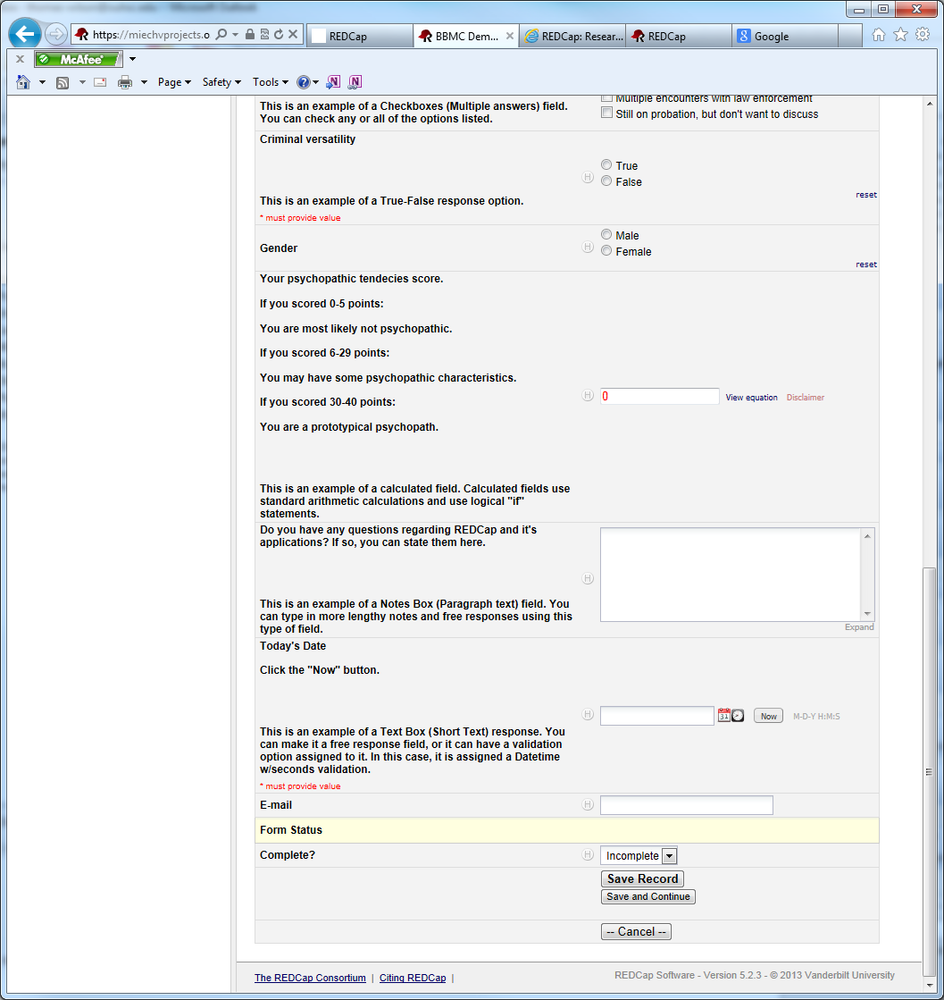 Microsoft Outlook
https://miechvprojects.o
REDCap
BBMC Dem...
REDCap: Resear...
REDCap
Google
McAfee
Page
Safety
Tools
This is an example of a Checkboxes (Multiple answers) field.
You can check any or all of the options listed.
Multiple encounters with law enforcement
Still on probation, but don't want to discuss
Criminal versatility
H
True
False
reset
This is an example of a True-False response option.
* must provide value
Gender
H
Male
Female
reset
Your psychopathic tendecies score.
If you scored 0-5 points:
You are most likely not psychopathic.
If you scored 6-29 points:
You may have some psychopathic characteristics.
If you scored 30-40 points:
You are a prototypical psychopath.
H
0
View equation
Disclaimer
This is an example of a calculated field. Calculated fields use
standard arithmetic calculations and use logical "if"
statements.
Do you have any questions regarding REDCap and it's
applications? If so, you can state them here.
H
This is an example of a Notes Box (Paragraph text) field. You
can type in more lengthy notes and free responses using this
type of field.
Expand
Today's Date
Click the "Now" button.
H
31
Now
M-D-Y H:M:S
This is an example of a Text Box (Short Text) response. You
can make it a free response field, or it can have a validation
option assigned to it. In this case, it is assigned a Datetime
w/seconds validation.
* must provide value
E-mail
H
Form Status
Complete?
H
Incomplete
Save Record
Save and Continue
-- Cancel --
The REDCap Consortium | Citing REDCap |
REDCap Software - Version 5.2.3 - © 2013 Vanderbilt University